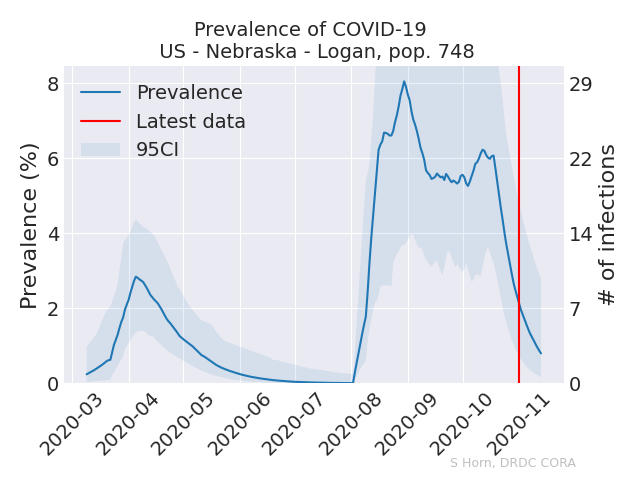 Prevalence of COVID-19
US - Nebraska - Logan, pop. 748
Prevalence
Latest data
95CI
Prevalence (%)
8
6
4
2
0
# of infections
29
22
14
7
0
2020-03
2020-04
2020-05
2020-06
2020-07
2020-08
2020-09
2020-10
2020-11
S Horn, DRDC CORA